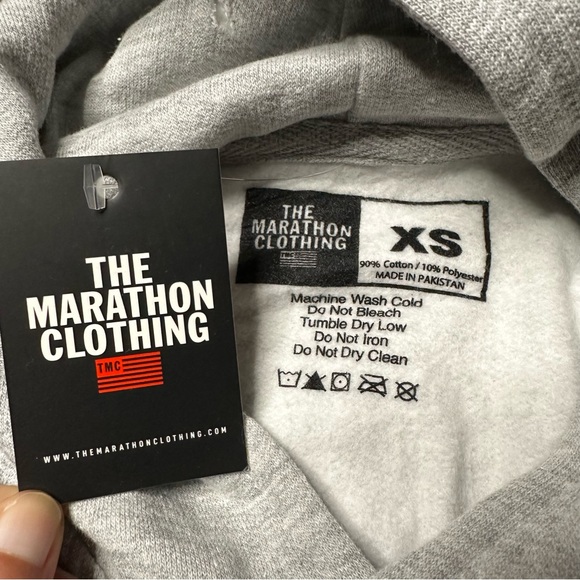 THE
MARATHON
CLOTHING
TMC
WWW.THEMARATHONCLOTHING.COM
THE
MARATHON
CLOTHING
TMC
XS
90% Cotton / 10% Polyester
MADE IN PAKISTAN
Machine Wash Cold
Do Not Bleach
Tumble Dry Low
Do Not Iron
Do Not Dry Clean